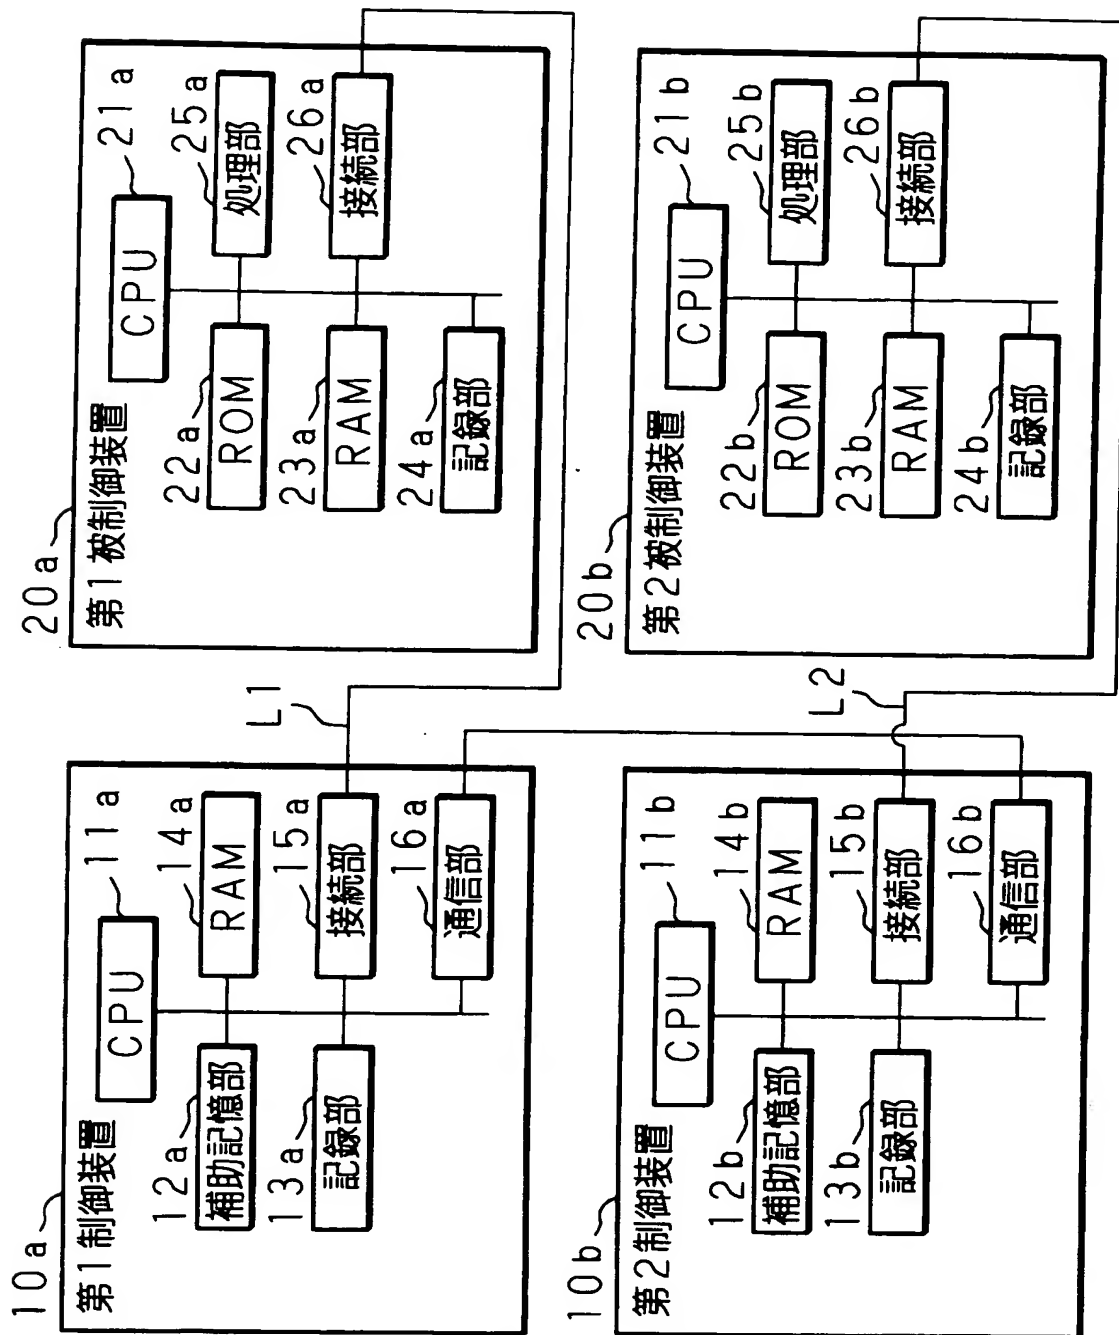 10a
第1制御装置
CPU
11a
12a
補助記憶部
14a
RAM
13a
記録部
15a
接続部
16a
通信部
L1
20a
第1被制御装置
CPU
21a
22a
ROM
25a
処理部
23a
RAM
26a
接続部
24a
記録部
10b
第2制御装置
CPU
11b
12b
補助記憶部
14b
RAM
13b
記録部
15b
接続部
16b
通信部
L2
20b
第2被制御装置
CPU
21b
22b
ROM
25b
処理部
23b
RAM
26b
接続部
24b
記録部